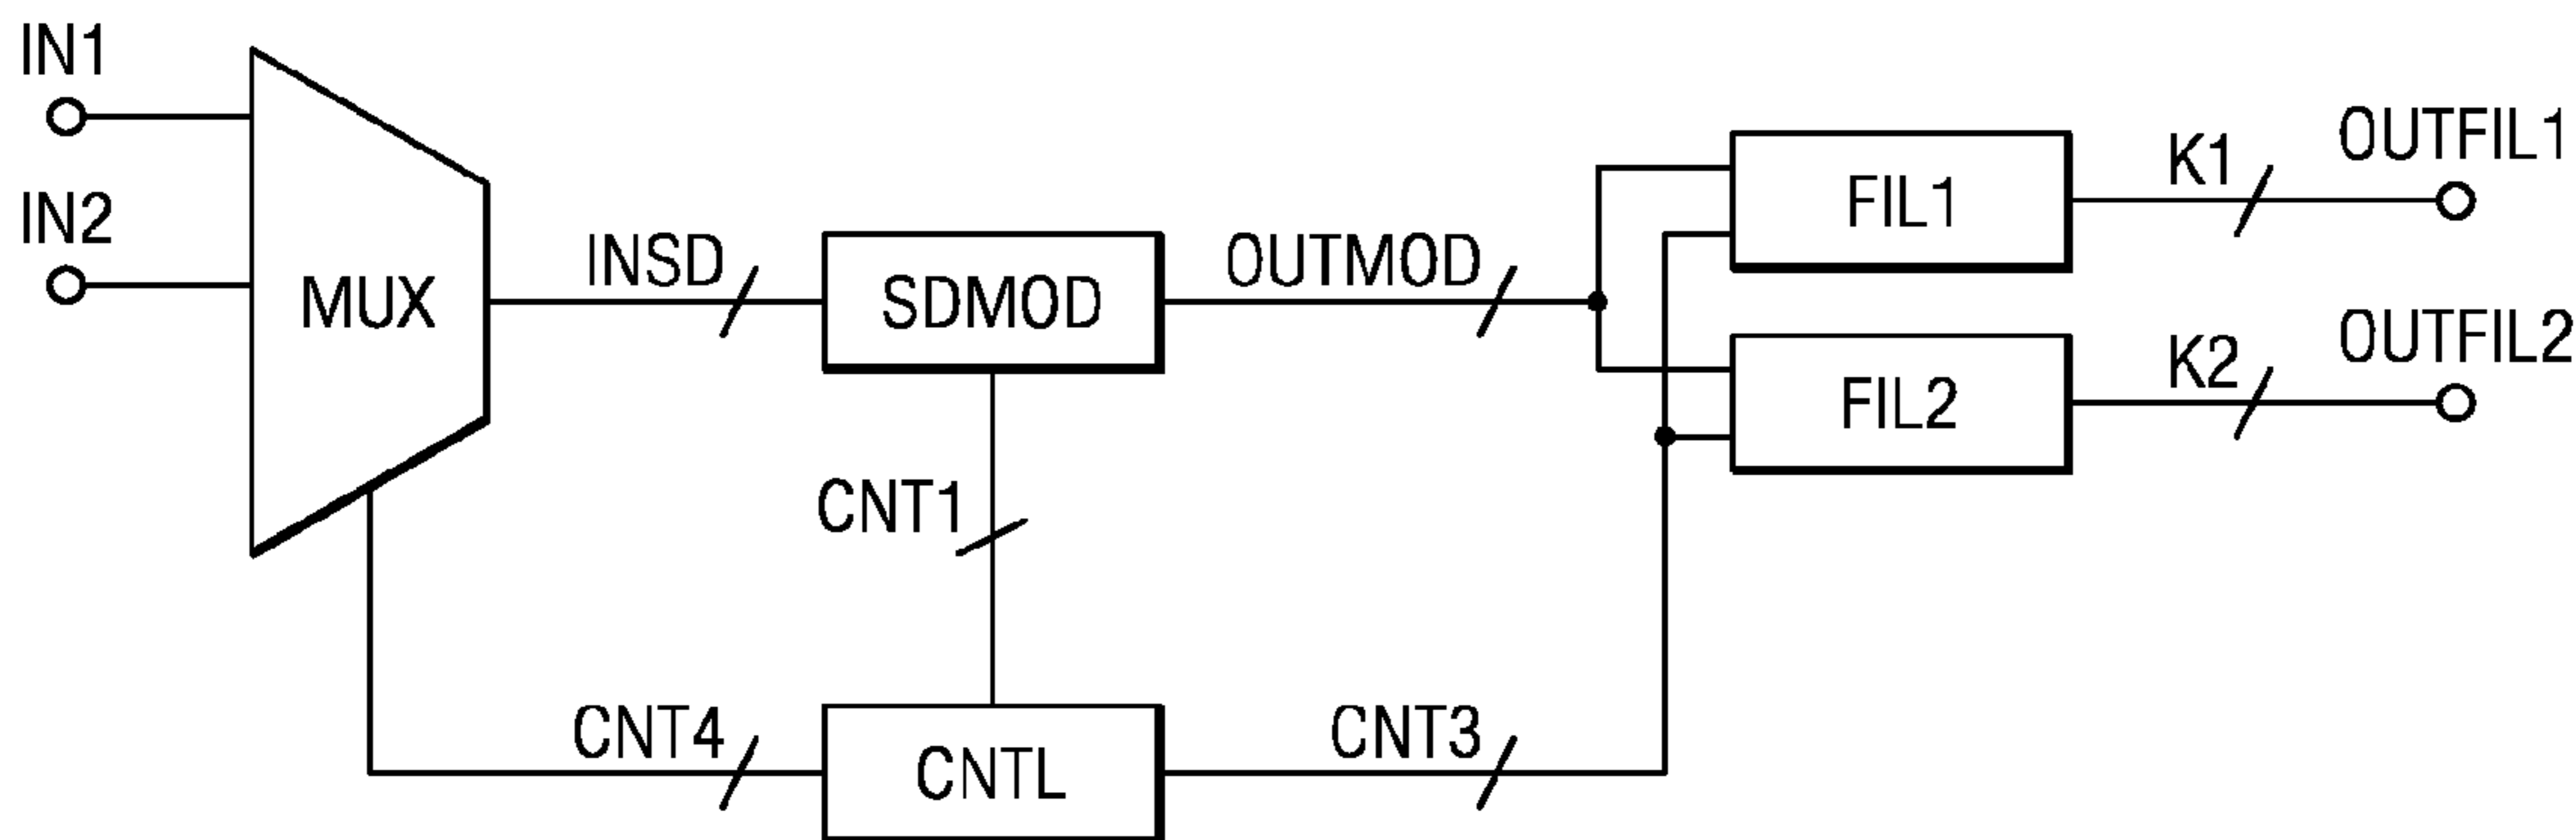 IN1
IN2
MUX
INSD
SDMOD
OUTMOD
FIL1
K1
OUTFIL1
FIL2
K2
OUTFIL2
CNT1
CNT4
CNTL
CNT3